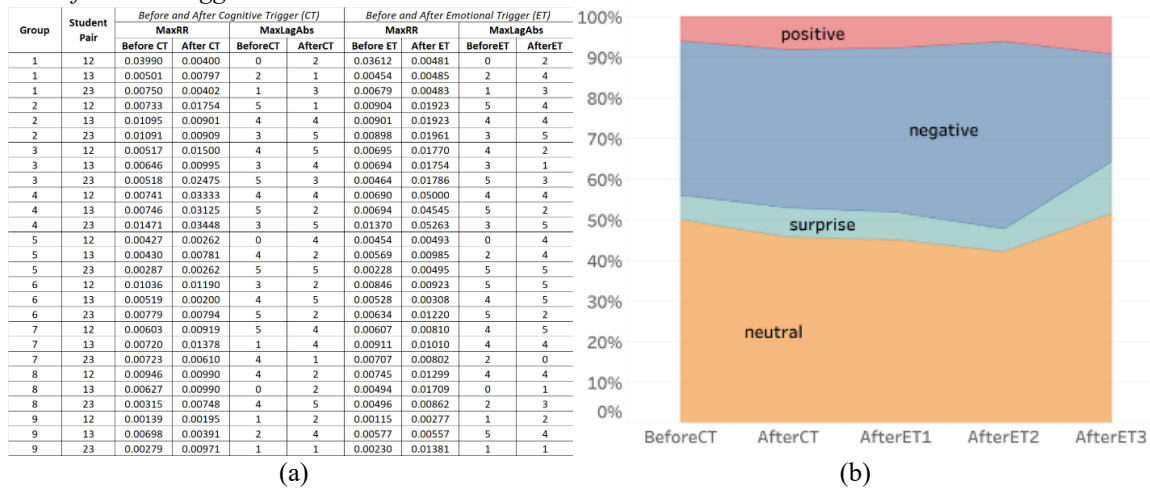 Group Student Pair Before and After Cognitive Trigger (CT) Before and After Emotional Trigger (ET)
MaxRR MaxLagAbs MaxRR MaxLagAbs
Before CT After CT BeforeCT AfterCT Before ET After ET BeforeET AfterET
1 12 0.03990 0.00400 0 2 0.03612 0.00481 0 2
1 13 0.00501 0.00797 2 1 0.00454 0.00485 2 4
1 23 0.00750 0.00402 1 3 0.00679 0.00483 1 3
2 12 0.00733 0.01754 5 1 0.00904 0.01923 5 4
2 13 0.01095 0.00901 4 4 0.00901 0.01923 4 4
2 23 0.01091 0.00909 3 5 0.00898 0.01961 3 5
3 12 0.00517 0.01500 4 5 0.00695 0.01770 4 2
3 13 0.00646 0.00995 3 4 0.00694 0.01754 3 1
3 23 0.00518 0.02475 5 3 0.00464 0.01786 5 3
4 12 0.00741 0.03333 4 4 0.00690 0.05000 4 4
4 13 0.00746 0.03125 5 2 0.00694 0.04545 5 2
4 23 0.01471 0.03448 3 5 0.01370 0.05263 3 5
5 12 0.00427 0.00262 0 4 0.00454 0.00493 0 4
5 13 0.00430 0.00781 4 2 0.00569 0.00985 2 4
5 23 0.00287 0.00262 5 5 0.00228 0.00495 5 5
6 12 0.01036 0.01190 3 2 0.00846 0.00923 5 5
6 13 0.00519 0.00200 4 5 0.00528 0.00308 4 5
6 23 0.00779 0.00794 5 2 0.00634 0.01220 5 2
7 12 0.00603 0.00919 5 4 0.00607 0.00810 4 5
7 13 0.00720 0.01378 1 4 0.00911 0.01010 4 4
7 23 0.00723 0.00610 4 1 0.00707 0.00802 2 0
8 12 0.00946 0.00990 4 2 0.00745 0.01299 4 4
8 13 0.00627 0.00990 0 2 0.00494 0.01709 0 1
8 23 0.00315 0.00748 4 5 0.00496 0.00862 2 3
9 12 0.00139 0.00195 1 2 0.00115 0.00277 1 2
9 13 0.00698 0.00391 2 4 0.00577 0.00557 5 4
9 23 0.00279 0.00971 1 1 0.00230 0.01381 1 1
(a)
100%
90%
80%
70%
60%
50%
40%
30%
20%
10%
0%
positive
negative
surprise
neutral
BeforeCT AfterCT AfterET1 AfterET2 AfterET3
(b)